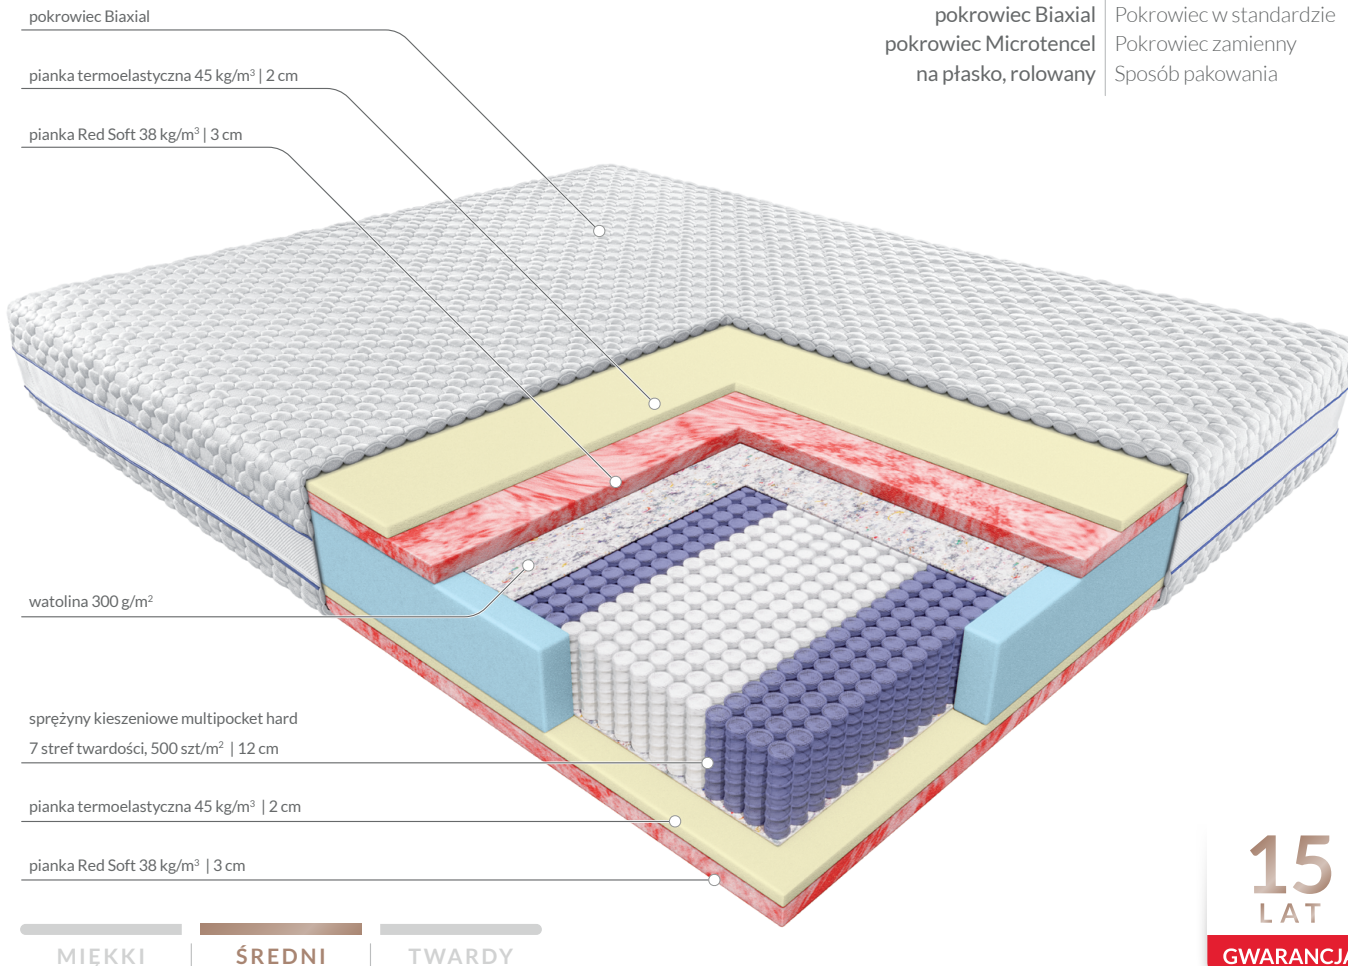 pokrowiec Biaxial
pianka termoelastyczna 45 kg/m³ | 2 cm
pianka Red Soft 38 kg/m³ | 3 cm
pokrowiec Biaxial | Pokrowiec w standardzie
pokrowiec Microtencel | Pokrowiec zamienny
na płasko, rolowany | Sposób pakowania
watolina 300 g/m²
sprężyny kieszeniowe multipocket hard
7 stref twardości, 500 szt/m² | 12 cm
pianka termoelastyczna 45 kg/m³ | 2 cm
pianka Red Soft 38 kg/m³ | 3 cm
MIĘKKI | ŚREDNI | TWARDY
15
LAT
GWARANCJA